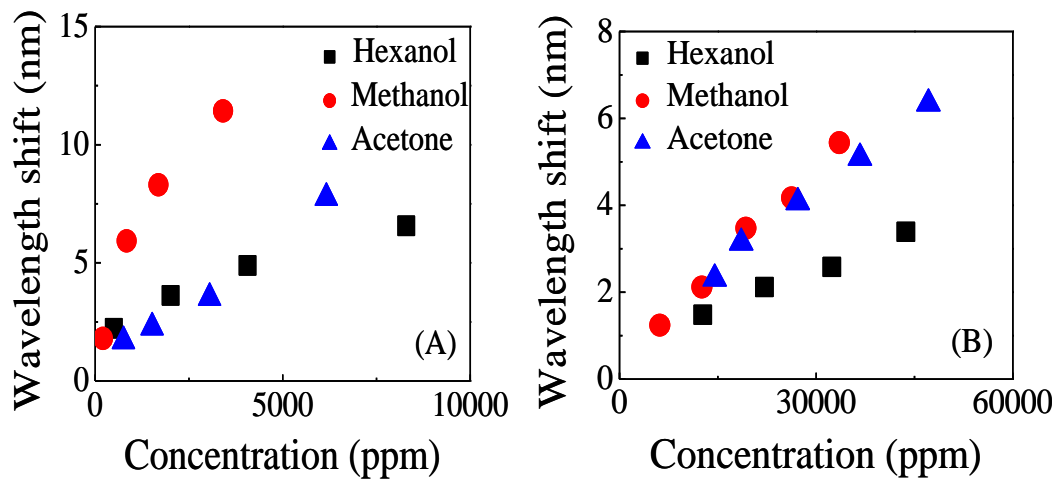 Wavelength shift (nm)
15
10
5
0
Hexanol
Methanol
Acetone
(A)
0
5000
10000
Concentration (ppm)
Wavelength shift (nm)
8
6
4
2
0
Hexanol
Methanol
Acetone
(B)
0
30000
60000
Concentration (ppm)